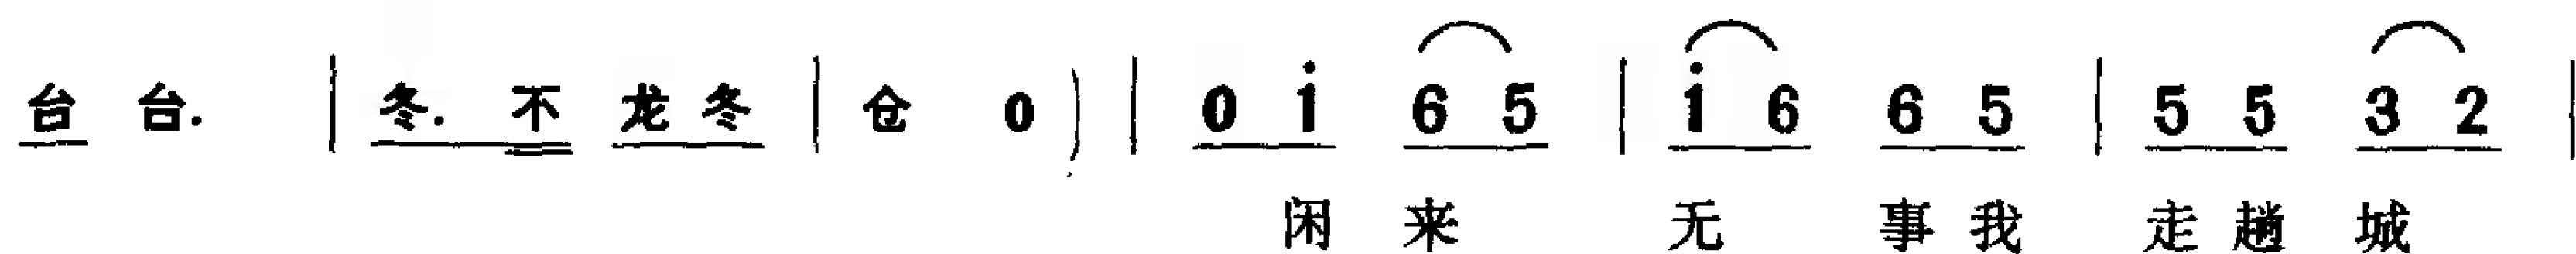 台 台. | 冬. 不 龙 冬 | 仓 0 ) | 0 i 6 5 | i 6 6 5 | 5 5 3 2 |
闲 来 无 事 我 走 趟 城